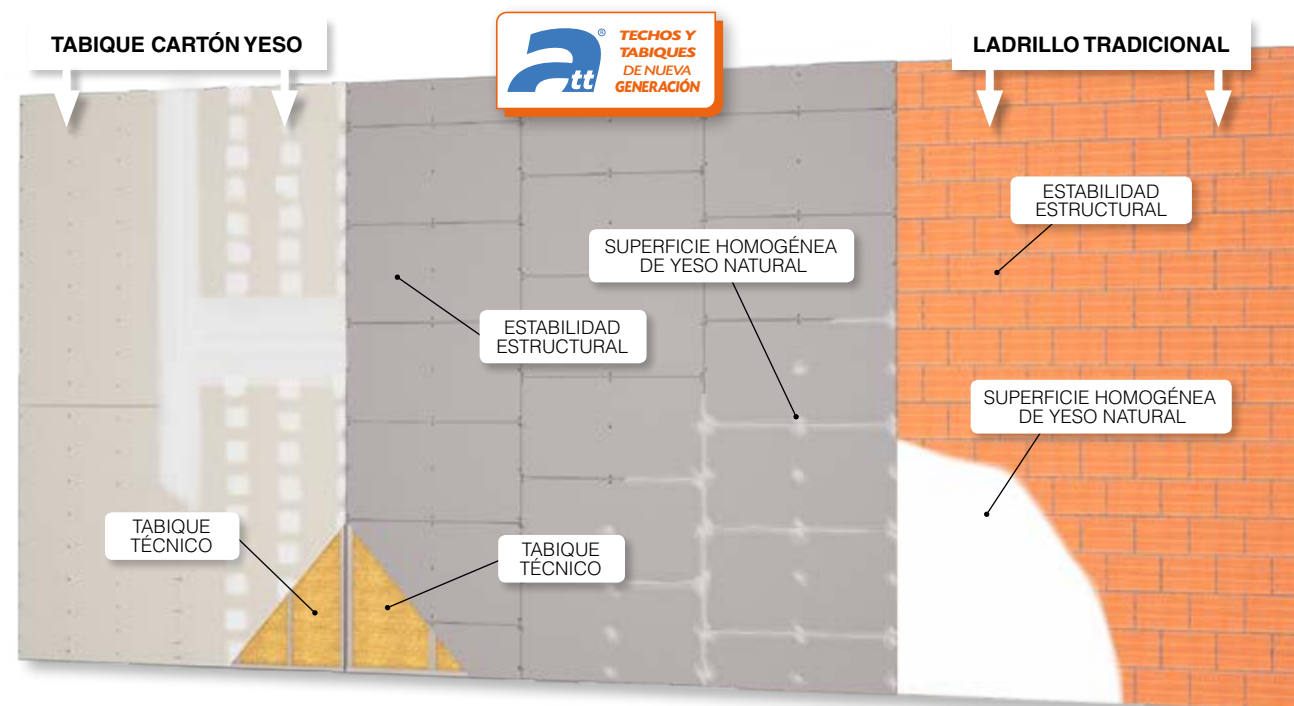 TABIQUE CARTÓN YESO
att®
TECHOS Y
TABIQUES
DE NUEVA
GENERACIÓN
LADRILLO TRADICIONAL
ESTABILIDAD
ESTRUCTURAL
SUPERFICIE HOMOGÉNEA
DE YESO NATURAL
ESTABILIDAD
ESTRUCTURAL
SUPERFICIE HOMOGÉNEA
DE YESO NATURAL
TABIQUE
TÉCNICO
TABIQUE
TÉCNICO